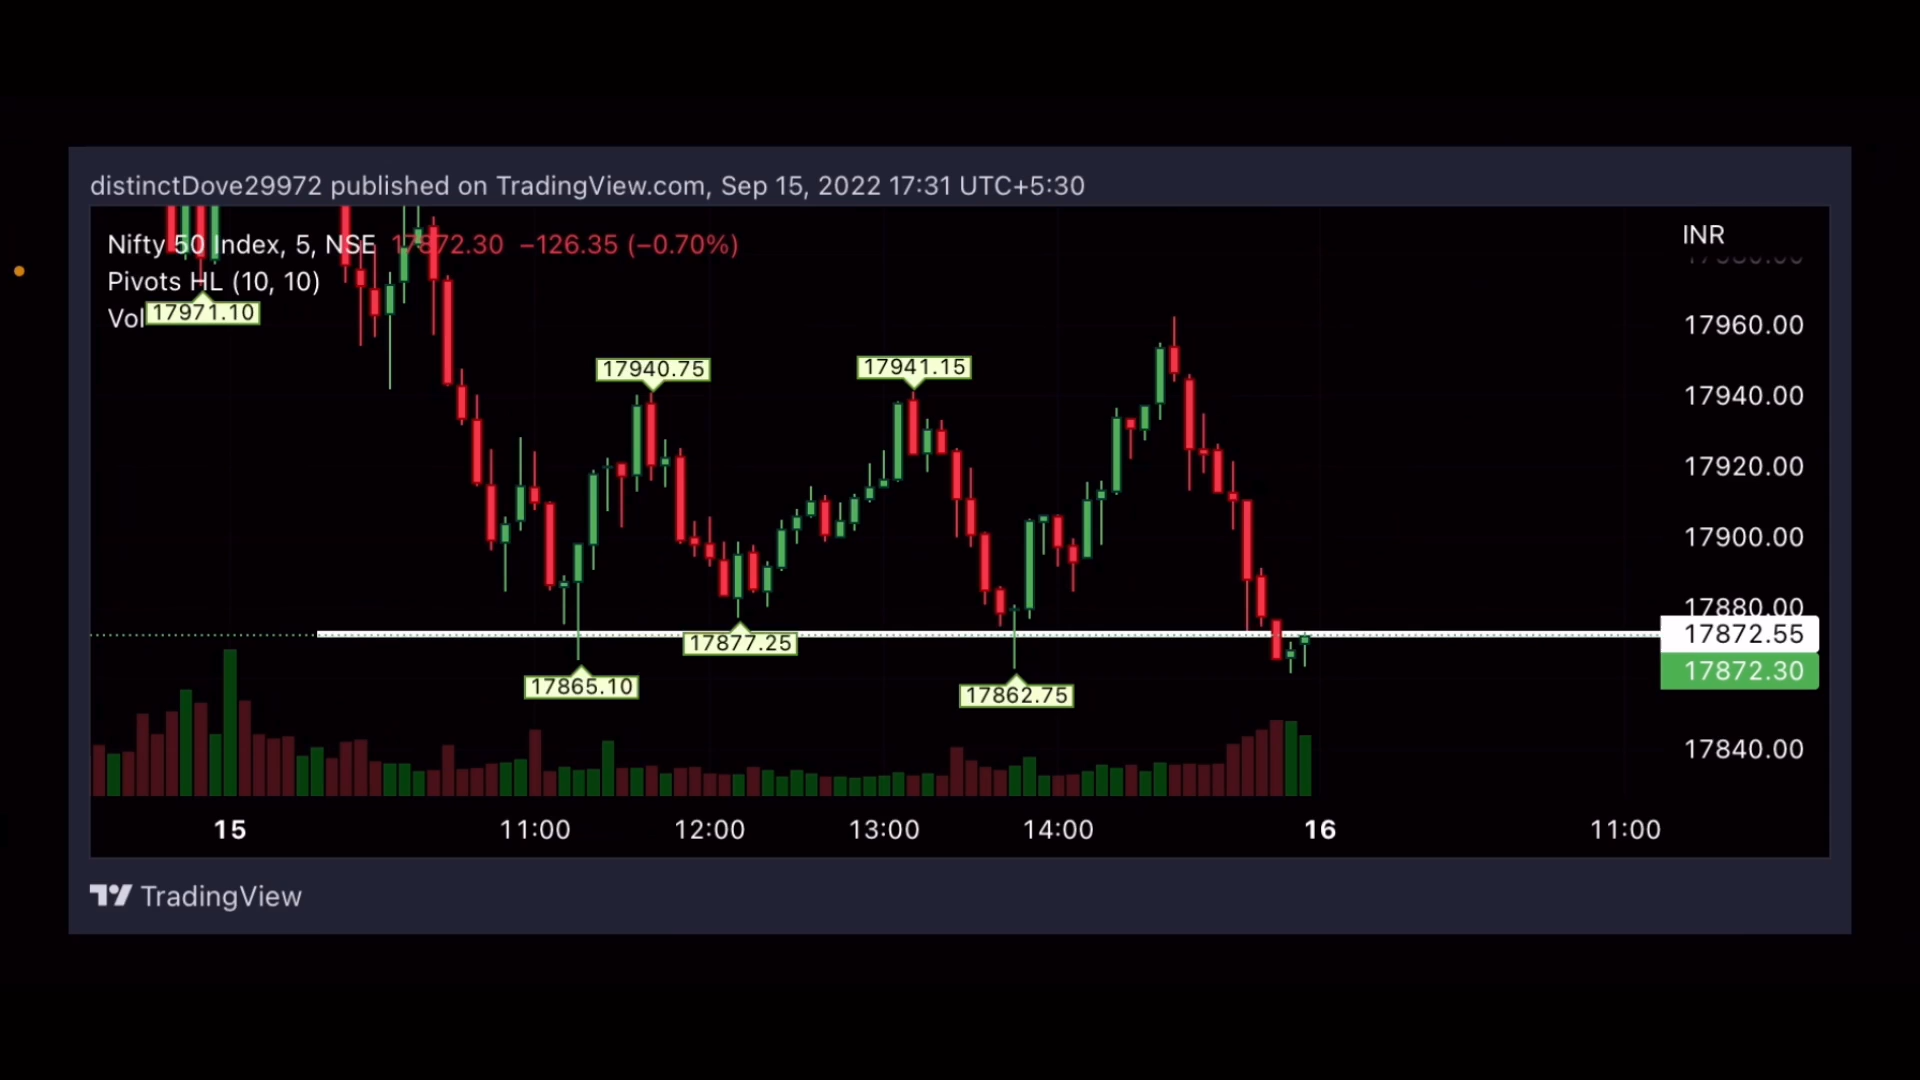 distinctDove29972 published on TradingView.com, Sep 15, 2022 17:31 UTC+5:30
Nifty 50 Index, 5, NSE 17872.30 −126.35 (−0.70%)
Pivots HL (10, 10)
Vol
17971.10
17940.75
17941.15
17877.25
17865.10
17862.75
INR
17960.00
17940.00
17920.00
17900.00
17880.00
17872.55
17872.30
17840.00
15 11:00 12:00 13:00 14:00 16 11:00
TradingView